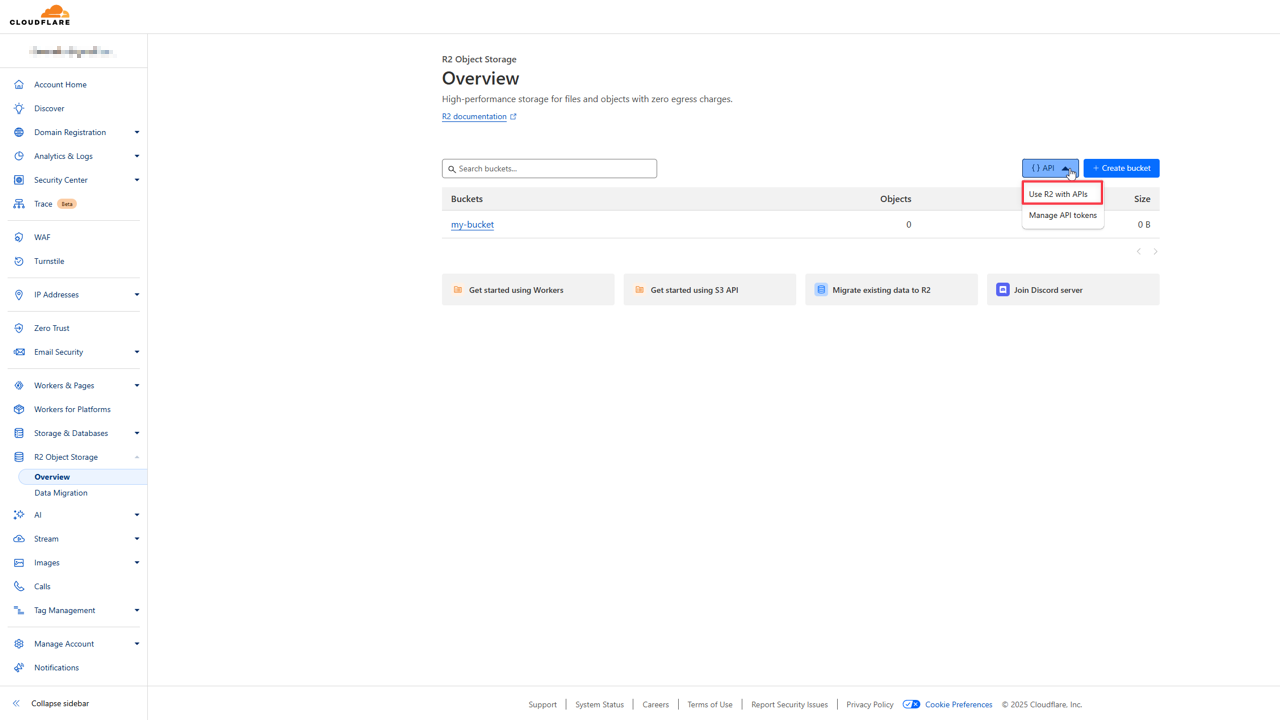 CLOUDFLARE
Account Home
Discover
Domain Registration
Analytics & Logs
Security Center
Trace Beta
WAF
Turnstile
IP Addresses
Zero Trust
Email Security
Workers & Pages
Workers for Platforms
Storage & Databases
R2 Object Storage
Overview
Data Migration
AI
Stream
Images
Calls
Tag Management
Manage Account
Notifications
Collapse sidebar
R2 Object Storage
Overview
High-performance storage for files and objects with zero egress charges.
R2 documentation
Search buckets...
{ } API
+ Create bucket
Use R2 with APIs
Manage API tokens
Buckets Objects Size
my-bucket 0 0 B
Get started using Workers
Get started using S3 API
Migrate existing data to R2
Join Discord server
Support System Status Careers Terms of Use Report Security Issues Privacy Policy Cookie Preferences © 2025 Cloudflare, Inc.